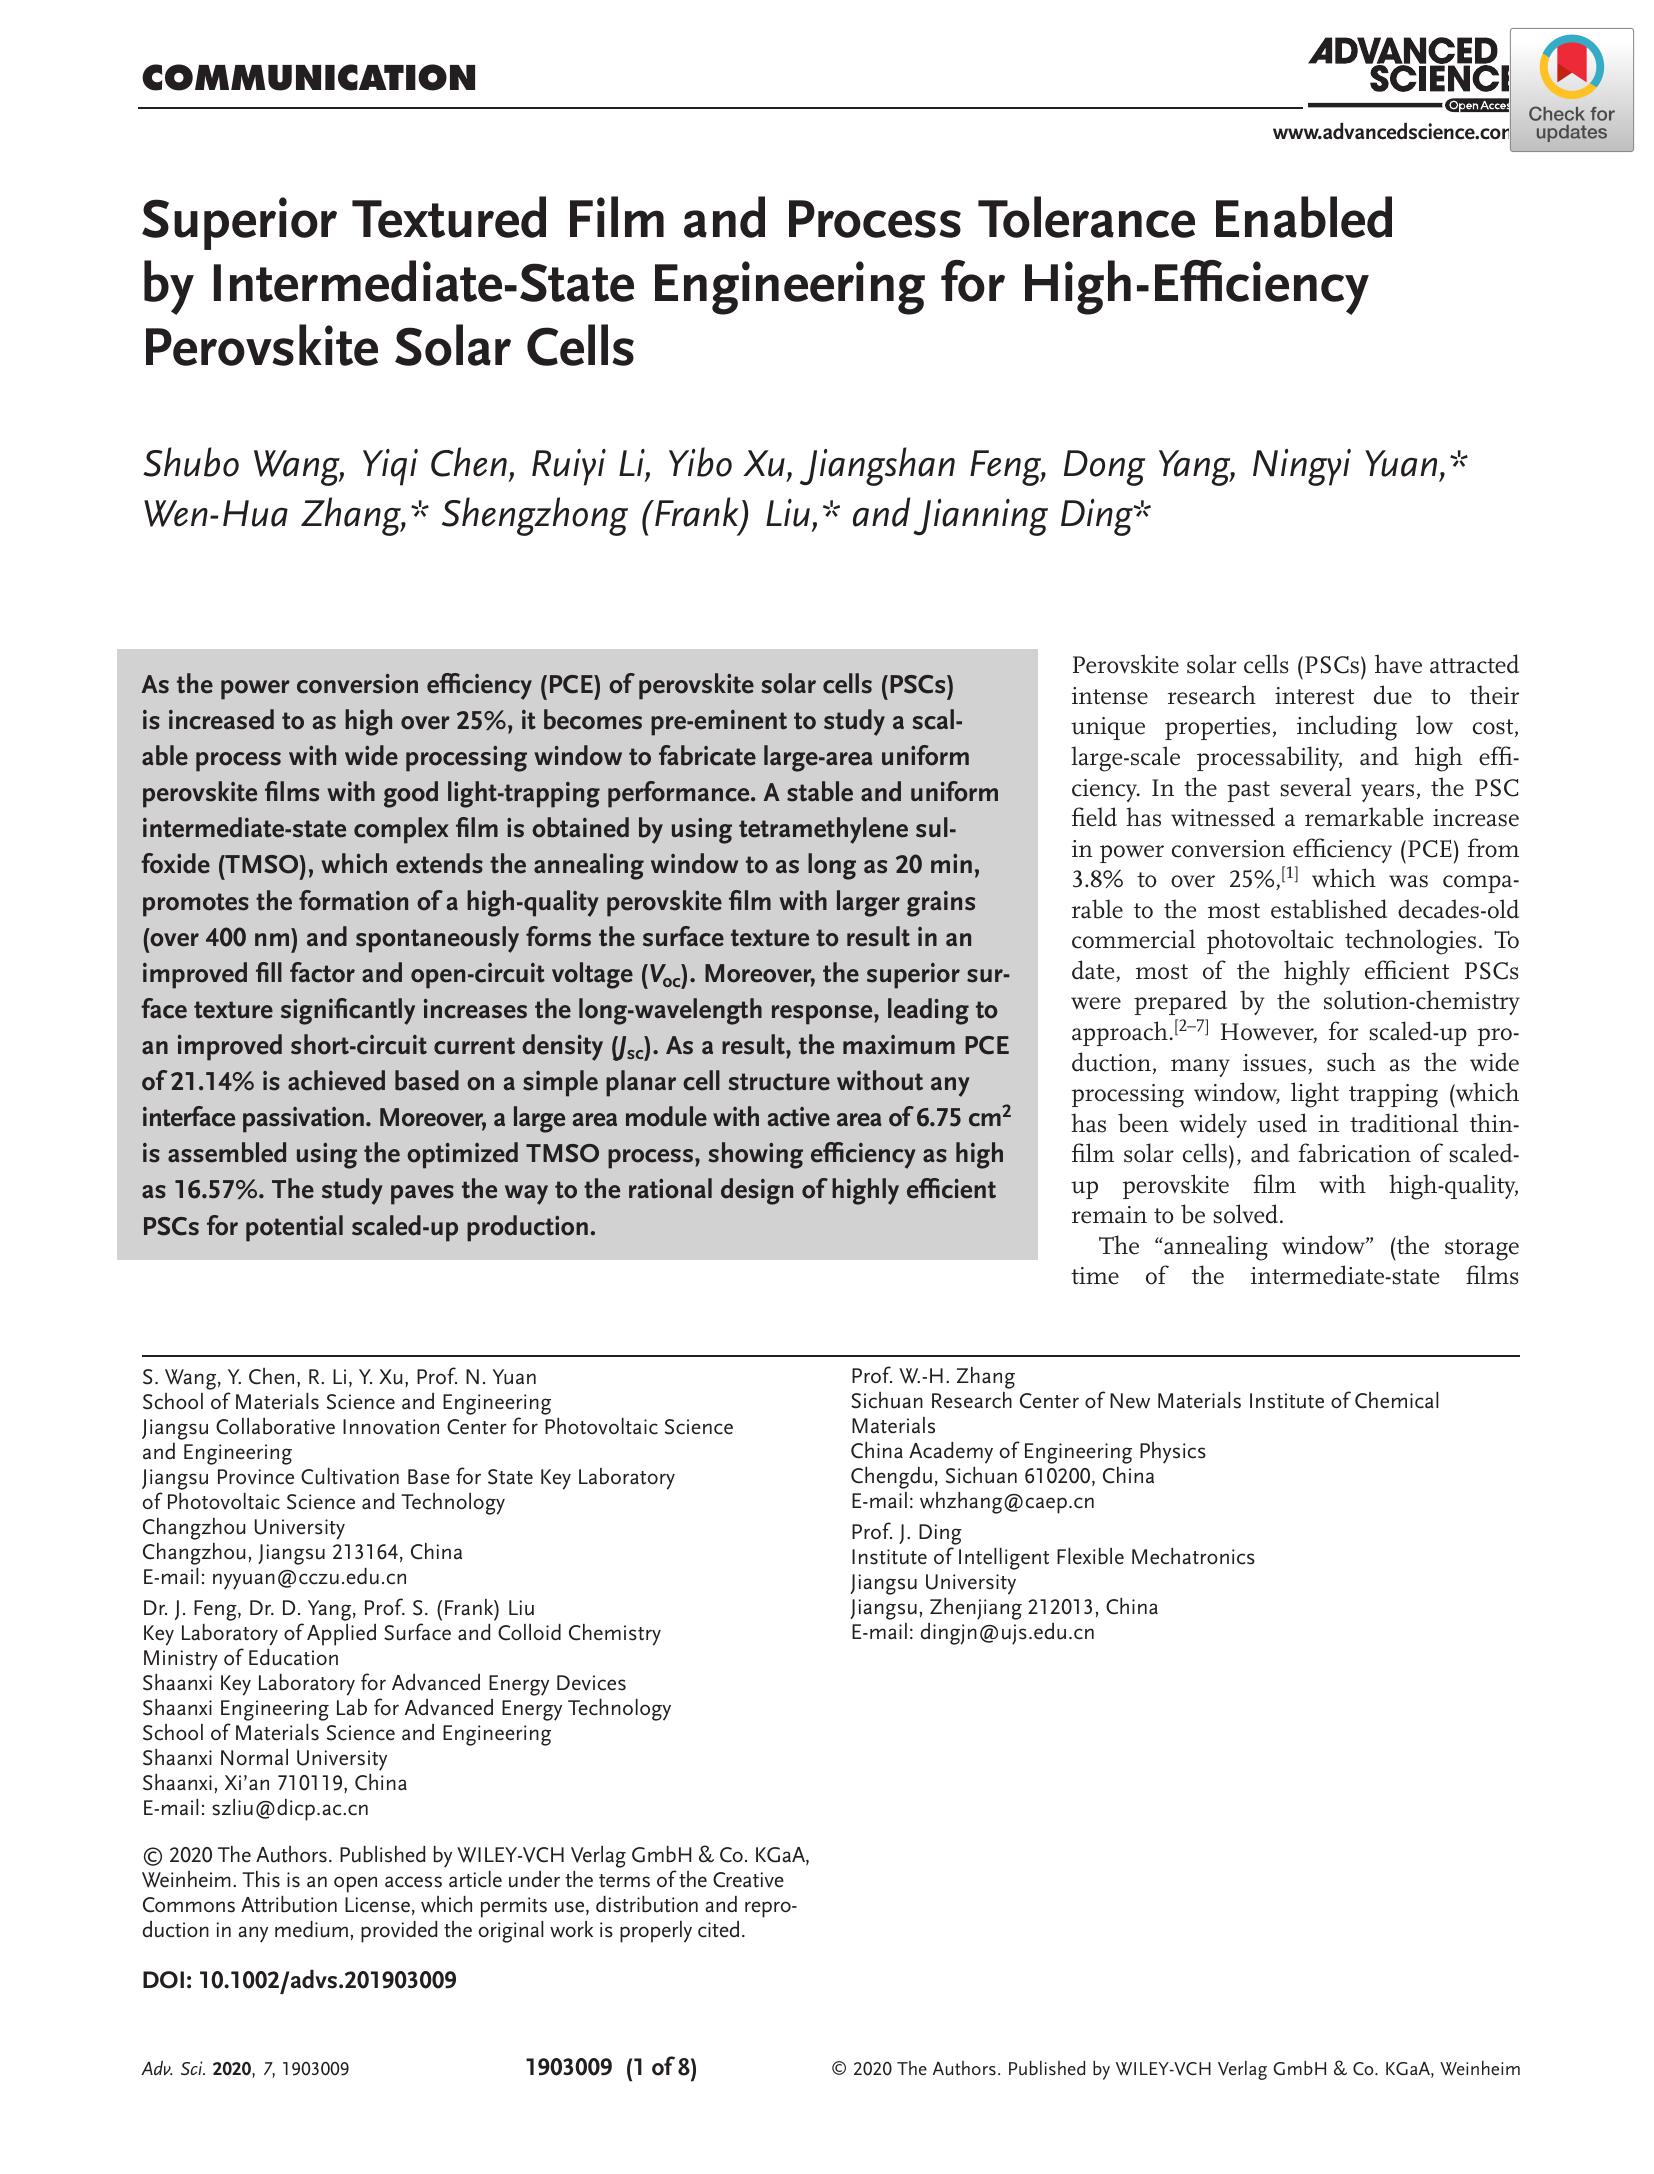 COMMUNICATION
ADVANCED
SCIENCE
Open Acces
www.advancedscience.com
Check for
updates
Superior Textured Film and Process Tolerance Enabled
by Intermediate-State Engineering for High-Efficiency
Perovskite Solar Cells
Shubo Wang, Yiqi Chen, Ruiyi Li, Yibo Xu, Jiangshan Feng, Dong Yang, Ningyi Yuan,*
Wen-Hua Zhang,* Shengzhong (Frank) Liu,* and Jianning Ding*
As the power conversion efficiency (PCE) of perovskite solar cells (PSCs)
is increased to as high over 25%, it becomes pre-eminent to study a scal-
able process with wide processing window to fabricate large-area uniform
perovskite films with good light-trapping performance. A stable and uniform
intermediate-state complex film is obtained by using tetramethylene sul-
foxide (TMSO), which extends the annealing window to as long as 20 min,
promotes the formation of a high-quality perovskite film with larger grains
(over 400 nm) and spontaneously forms the surface texture to result in an
improved fill factor and open-circuit voltage (Voc). Moreover, the superior sur-
face texture significantly increases the long-wavelength response, leading to
an improved short-circuit current density (Jsc). As a result, the maximum PCE
of 21.14% is achieved based on a simple planar cell structure without any
interface passivation. Moreover, a large area module with active area of 6.75 cm2
is assembled using the optimized TMSO process, showing efficiency as high
as 16.57%. The study paves the way to the rational design of highly efficient
PSCs for potential scaled-up production.
Perovskite solar cells (PSCs) have attracted
intense research interest due to their
unique properties, including low cost,
large-scale processability, and high effi-
ciency. In the past several years, the PSC
field has witnessed a remarkable increase
in power conversion efficiency (PCE) from
3.8% to over 25%,[1] which was compa-
rable to the most established decades-old
commercial photovoltaic technologies. To
date, most of the highly efficient PSCs
were prepared by the solution-chemistry
approach.[2–7] However, for scaled-up pro-
duction, many issues, such as the wide
processing window, light trapping (which
has been widely used in traditional thin-
film solar cells), and fabrication of scaled-
up perovskite film with high-quality,
remain to be solved.
The “annealing window” (the storage
time of the intermediate-state films
S. Wang, Y. Chen, R. Li, Y. Xu, Prof. N. Yuan
School of Materials Science and Engineering
Jiangsu Collaborative Innovation Center for Photovoltaic Science
and Engineering
Jiangsu Province Cultivation Base for State Key Laboratory
of Photovoltaic Science and Technology
Changzhou University
Changzhou, Jiangsu 213164, China
E-mail: nyyuan@cczu.edu.cn
Dr. J. Feng, Dr. D. Yang, Prof. S. (Frank) Liu
Key Laboratory of Applied Surface and Colloid Chemistry
Ministry of Education
Shaanxi Key Laboratory for Advanced Energy Devices
Shaanxi Engineering Lab for Advanced Energy Technology
School of Materials Science and Engineering
Shaanxi Normal University
Shaanxi, Xi’an 710119, China
E-mail: szliu@dicp.ac.cn
Prof. W.-H. Zhang
Sichuan Research Center of New Materials Institute of Chemical
Materials
China Academy of Engineering Physics
Chengdu, Sichuan 610200, China
E-mail: whzhang@caep.cn
Prof. J. Ding
Institute of Intelligent Flexible Mechatronics
Jiangsu University
Jiangsu, Zhenjiang 212013, China
E-mail: dingjn@ujs.edu.cn
© 2020 The Authors. Published by WILEY-VCH Verlag GmbH & Co. KGaA,
Weinheim. This is an open access article under the terms of the Creative
Commons Attribution License, which permits use, distribution and repro-
duction in any medium, provided the original work is properly cited.
DOI: 10.1002/advs.201903009
Adv. Sci. 2020, 7, 1903009
1903009 (1 of 8)
© 2020 The Authors. Published by WILEY-VCH Verlag GmbH & Co. KGaA, Weinheim